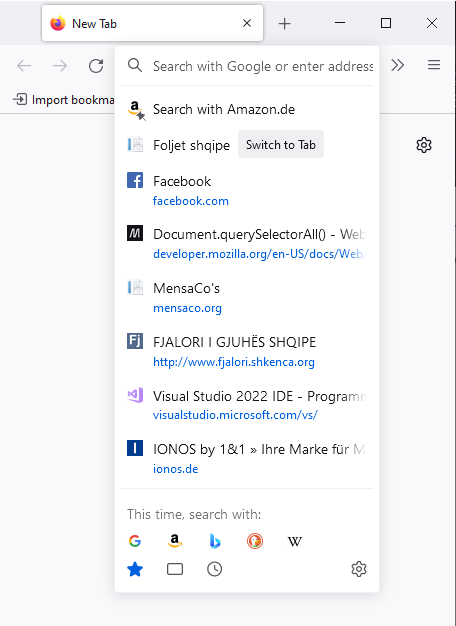 New Tab
Search with Google or enter address
Import bookma
Search with Amazon.de
Foljet shqipe Switch to Tab
Facebook
facebook.com
Document.querySelectorAll() - Web
developer.mozilla.org/en-US/docs/Web
MensaCo's
mensaco.org
Fj
FJALORI I GJUHËS SHQIPE
http://www.fjalori.shkenca.org
Visual Studio 2022 IDE - Programm
visualstudio.microsoft.com/vs/
IONOS by 1&1 » Ihre Marke für M
ionos.de
This time, search with: